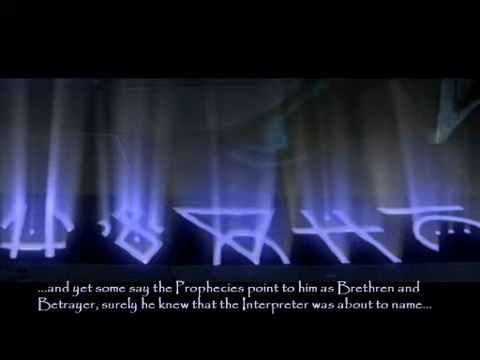 ...and yet some say the Prophecies point to him as Brethren and
Betrayer, surely he knew that the Interpreter was about to name...